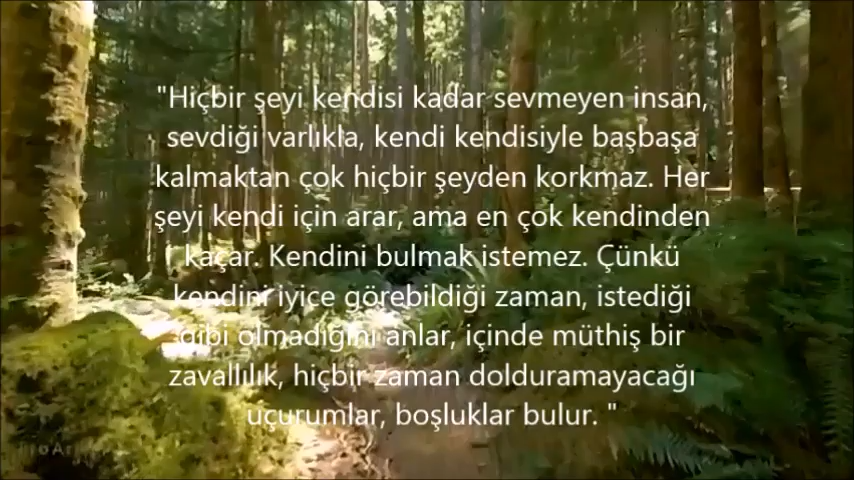 "Hiçbir şeyi kendisi kadar sevmeyen insan,
sevdiği varlıkla, kendi kendisiyle başbaşa
kalmaktan çok hiçbir şeyden korkmaz. Her
şeyi kendi için arar, ama en çok kendinden
kaçar. Kendini bulmak istemez. Çünkü
kendini iyice görebildiği zaman, istediği
gibi olmadığını anlar, içinde müthiş bir
zavallılık, hiçbir zaman dolduramayacağı
uçurumlar, boşluklar bulur. "